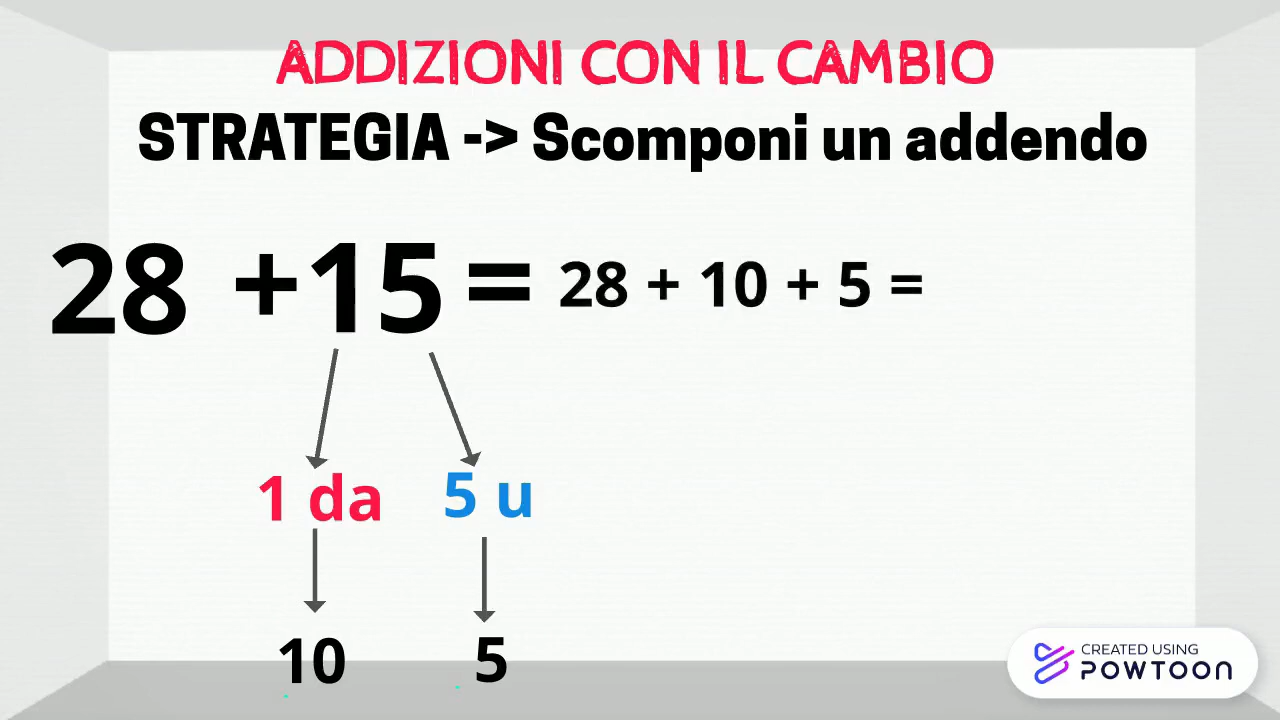 ADDIZIONI CON IL CAMBIO
STRATEGIA -> Scomponi un addendo
28 +15 = 28 + 10 + 5 =
1 da 5 u
10 5
CREATED USING
POWTOON